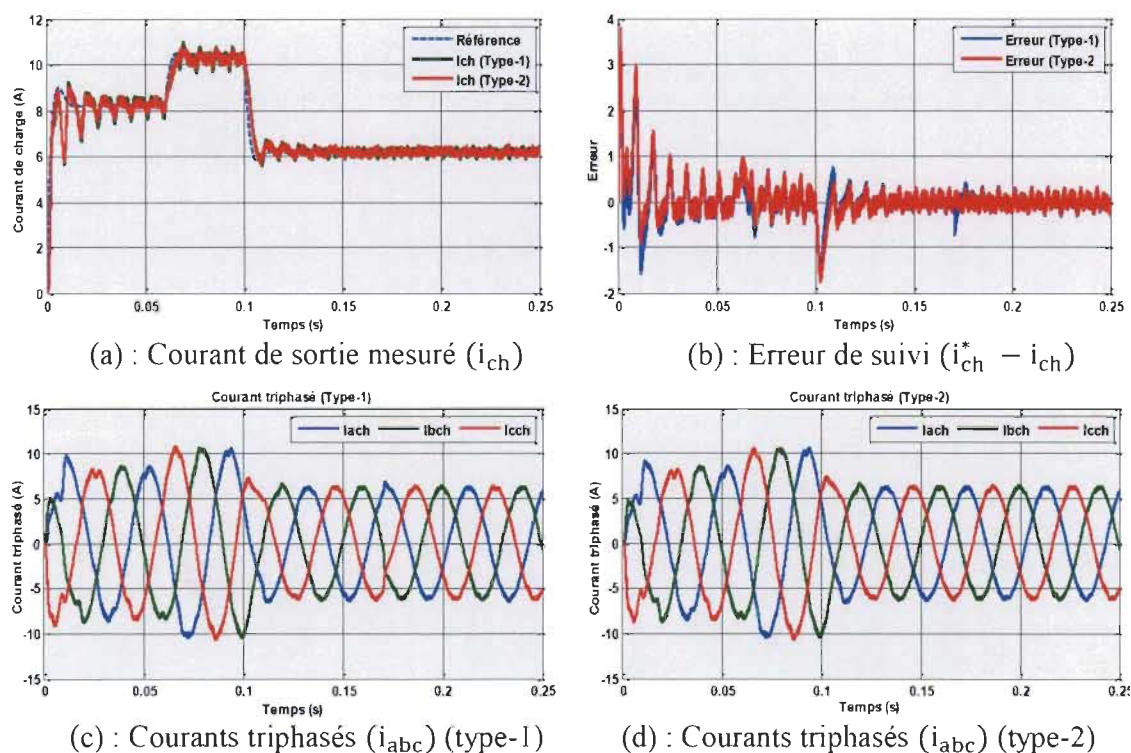 12
10
8
6
4
2
0
Courant de charge (A)
Référence
Ich (Type-1)
Ich (Type-2)
0
0.05
0.1
0.15
0.2
0.25
Temps (s)
(a) : Courant de sortie mesuré (i_ch)
4
3
2
1
0
-1
-2
Erreur
Erreur (Type-1)
Erreur (Type-2
0
0.05
0.1
0.15
0.2
0.25
Temps (s)
(b) : Erreur de suivi (i*_ch − i_ch)
Courant triphasé (Type-1)
15
10
5
0
-5
-10
-15
Courant triphasé (A)
Iach Ibch Icch
0
0.05
0.1
0.15
0.2
0.25
Temps (s)
(c) : Courants triphasés (i_abc) (type-1)
Courant triphasé (Type-2)
15
10
5
0
-5
-10
-15
Courant triphasé (A)
Iach Ibch Icch
0
0.05
0.1
0.15
0.2
0.25
Temps (s)
(d) : Courants triphasés (i_abc) (type-2)